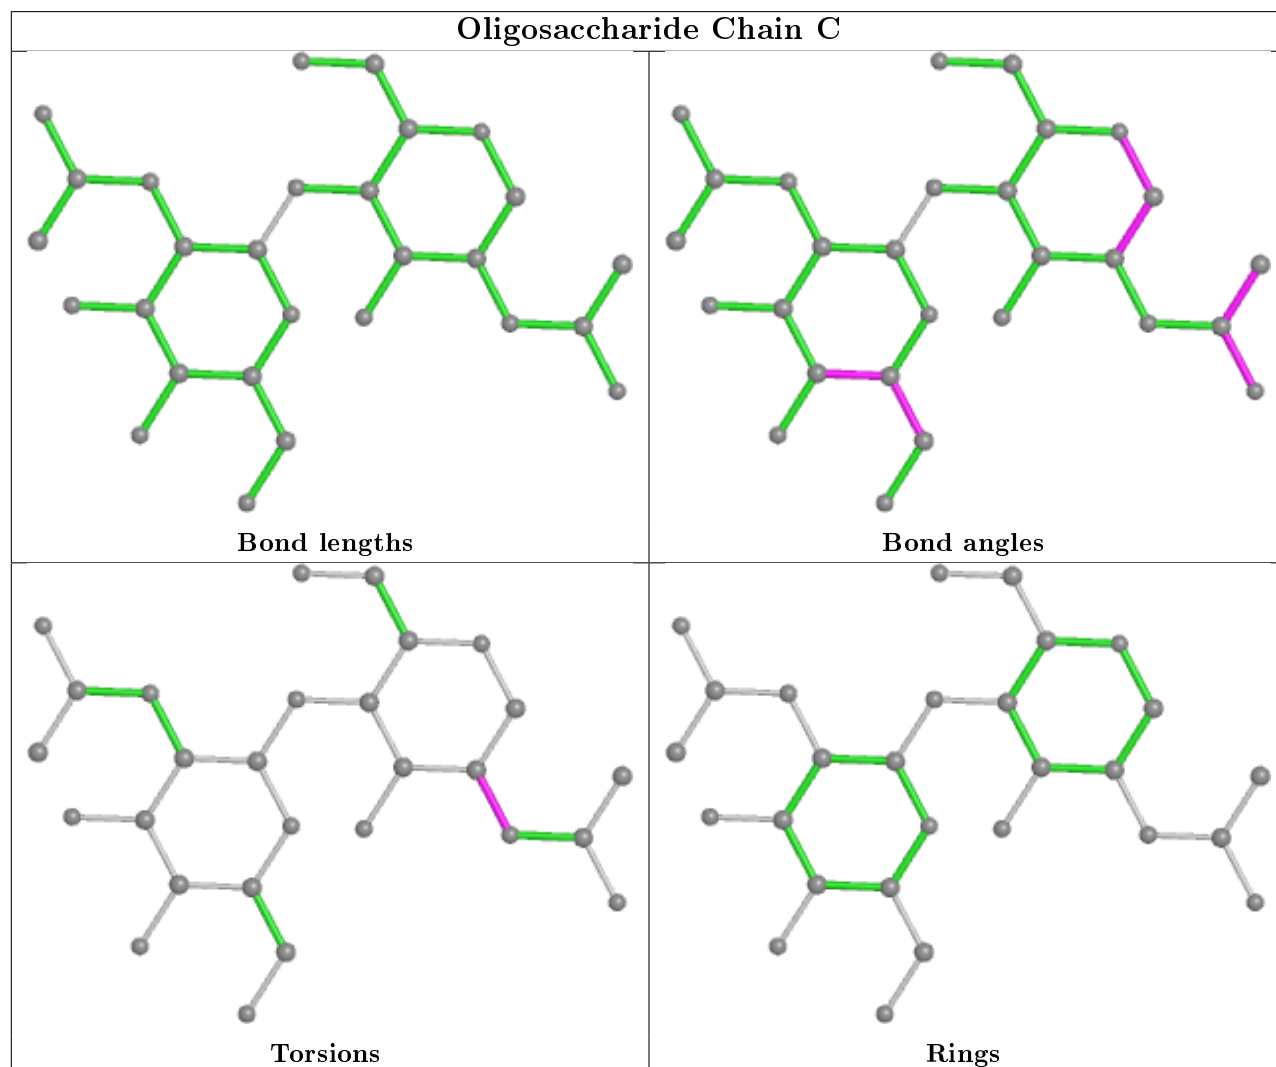 Oligosaccharide Chain C
Bond lengths
Bond angles
Torsions
Rings